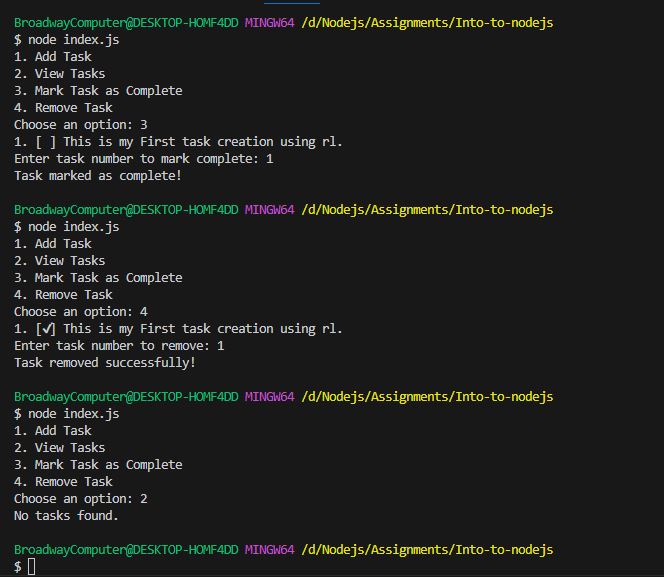 BroadwayComputer@DESKTOP-HOMF4DD MINGW64 /d/Nodejs/Assignments/Into-to-nodejs
$ node index.js
1. Add Task
2. View Tasks
3. Mark Task as Complete
4. Remove Task
Choose an option: 3
1. [ ] This is my First task creation using rl.
Enter task number to mark complete: 1
Task marked as complete!
BroadwayComputer@DESKTOP-HOMF4DD MINGW64 /d/Nodejs/Assignments/Into-to-nodejs
$ node index.js
1. Add Task
2. View Tasks
3. Mark Task as Complete
4. Remove Task
Choose an option: 4
1. [✔] This is my First task creation using rl.
Enter task number to remove: 1
Task removed successfully!
BroadwayComputer@DESKTOP-HOMF4DD MINGW64 /d/Nodejs/Assignments/Into-to-nodejs
$ node index.js
1. Add Task
2. View Tasks
3. Mark Task as Complete
4. Remove Task
Choose an option: 2
No tasks found.
BroadwayComputer@DESKTOP-HOMF4DD MINGW64 /d/Nodejs/Assignments/Into-to-nodejs
$